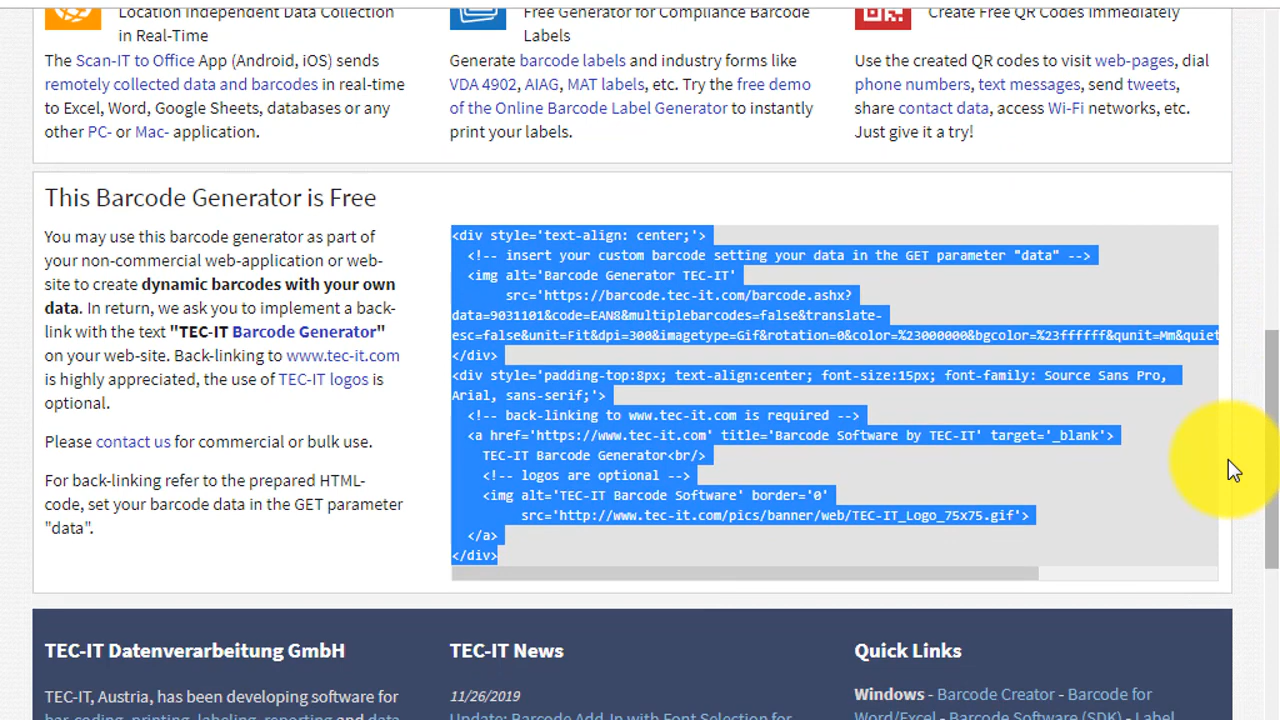 Location Independent Data Collection
in Real-Time
The Scan-IT to Office App (Android, iOS) sends
remotely collected data and barcodes in real-time
to Excel, Word, Google Sheets, databases or any
other PC- or Mac- application.
Free Generator for Compliance Barcode
Labels
Generate barcode labels and industry forms like
VDA 4902, AIAG, MAT labels, etc. Try the free demo
of the Online Barcode Label Generator to instantly
print your labels.
Create Free QR Codes Immediately
Use the created QR codes to visit web-pages, dial
phone numbers, text messages, send tweets,
share contact data, access Wi-Fi networks, etc.
Just give it a try!
This Barcode Generator is Free
You may use this barcode generator as part of
your non-commercial web-application or web-
site to create dynamic barcodes with your own
data. In return, we ask you to implement a back-
link with the text "TEC-IT Barcode Generator"
on your web-site. Back-linking to www.tec-it.com
is highly appreciated, the use of TEC-IT logos is
optional.
Please contact us for commercial or bulk use.
For back-linking refer to the prepared HTML-
code, set your barcode data in the GET parameter
"data".
<div style='text-align: center;'>
<!-- insert your custom barcode setting your data in the GET parameter "data" -->
<img alt='Barcode Generator TEC-IT'
src='https://barcode.tec-it.com/barcode.ashx?
data=9031101&code=EAN8&multiplebarcodes=false&translate-
esc=false&unit=Fit&dpi=300&imagetype=Gif&rotation=0&color=%23000000&bgcolor=%23ffffff&qunit=Mm&quiet
</div>
<div style='padding-top:8px; text-align:center; font-size:15px; font-family: Source Sans Pro,
Arial, sans-serif;'>
<!-- back-linking to www.tec-it.com is required -->
<a href='https://www.tec-it.com' title='Barcode Software by TEC-IT' target='_blank'>
TEC-IT Barcode Generator<br/>
<!-- logos are optional -->
<img alt='TEC-IT Barcode Software' border='0'
src='http://www.tec-it.com/pics/banner/web/TEC-IT_Logo_75x75.gif'>
</a>
</div>
TEC-IT Datenverarbeitung GmbH
TEC-IT, Austria, has been developing software for
bar-coding, printing, labeling, reporting and data
TEC-IT News
11/26/2019
Update: Barcode Add-In with Font Selection for
Quick Links
Windows - Barcode Creator - Barcode for
Word/Excel - Barcode Software (SDK) - Label